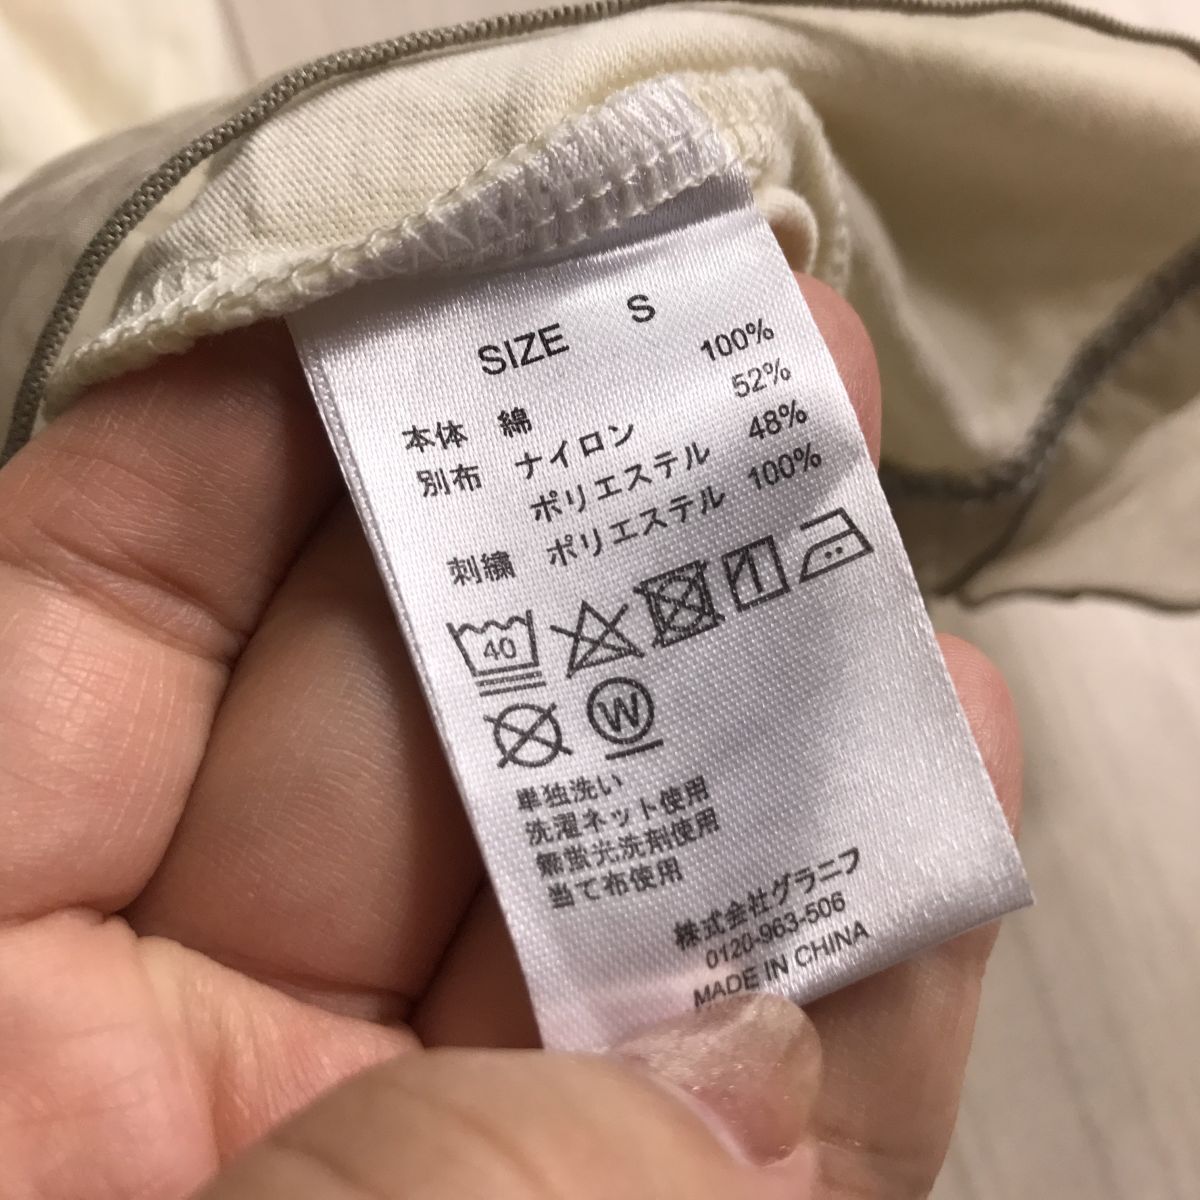 SIZE S
本体 綿 100%
別布 ナイロン 52%
ポリエステル 48%
刺繍 ポリエステル 100%
40
W
単独洗い
洗濯ネット使用
無蛍光洗剤使用
当て布使用
株式会社グラニフ
0120-963-506
MADE IN CHINA